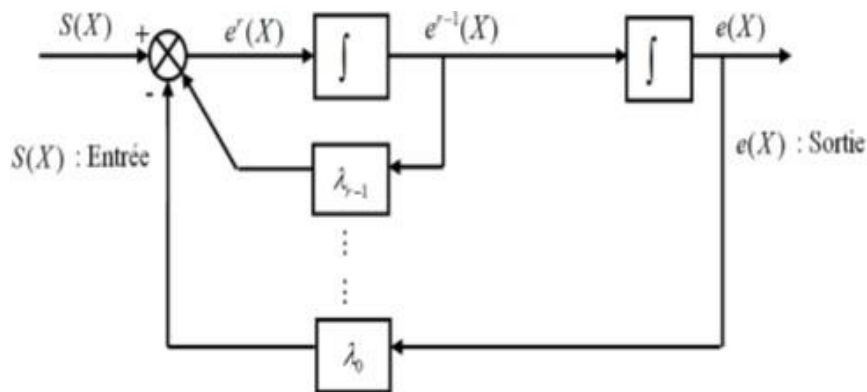 S(X) + e^r(X) ∫ e^{r-1}(X) ∫ e(X)
-
S(X) : Entrée
e(X) : Sortie
λ_{r-1}
λ_0